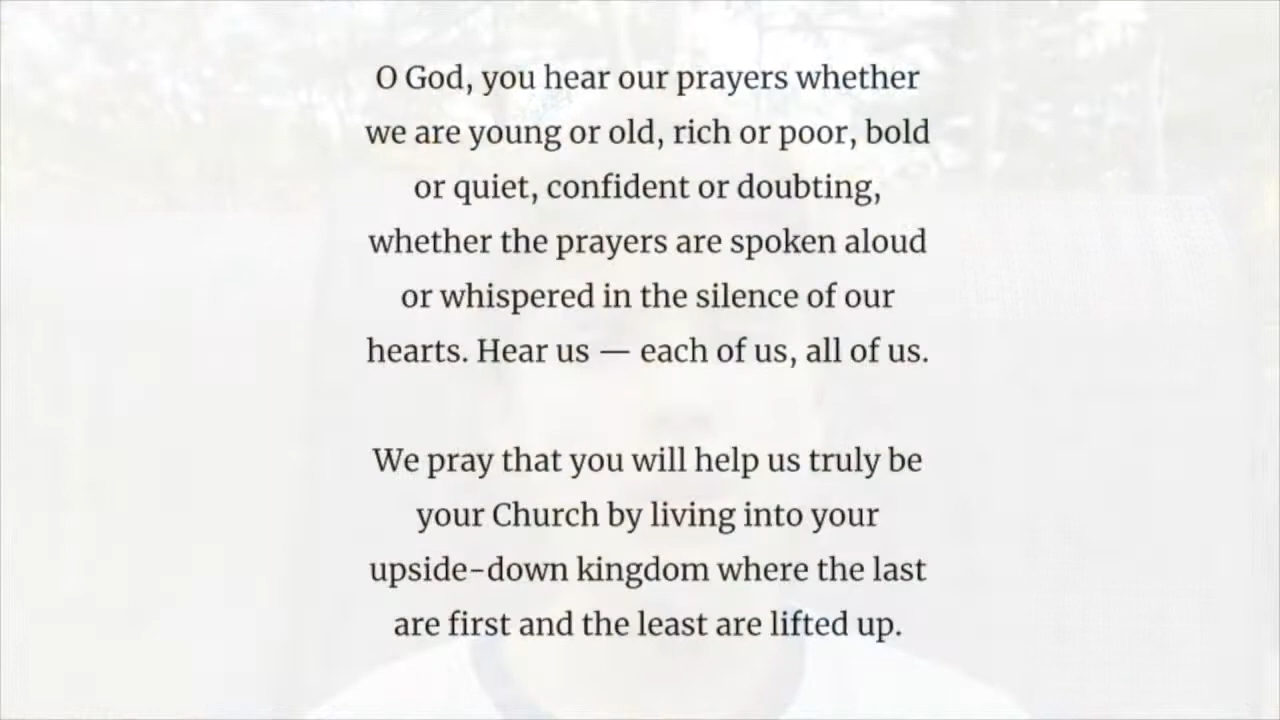 O God, you hear our prayers whether
we are young or old, rich or poor, bold
or quiet, confident or doubting,
whether the prayers are spoken aloud
or whispered in the silence of our
hearts. Hear us — each of us, all of us.
We pray that you will help us truly be
your Church by living into your
upside-down kingdom where the last
are first and the least are lifted up.